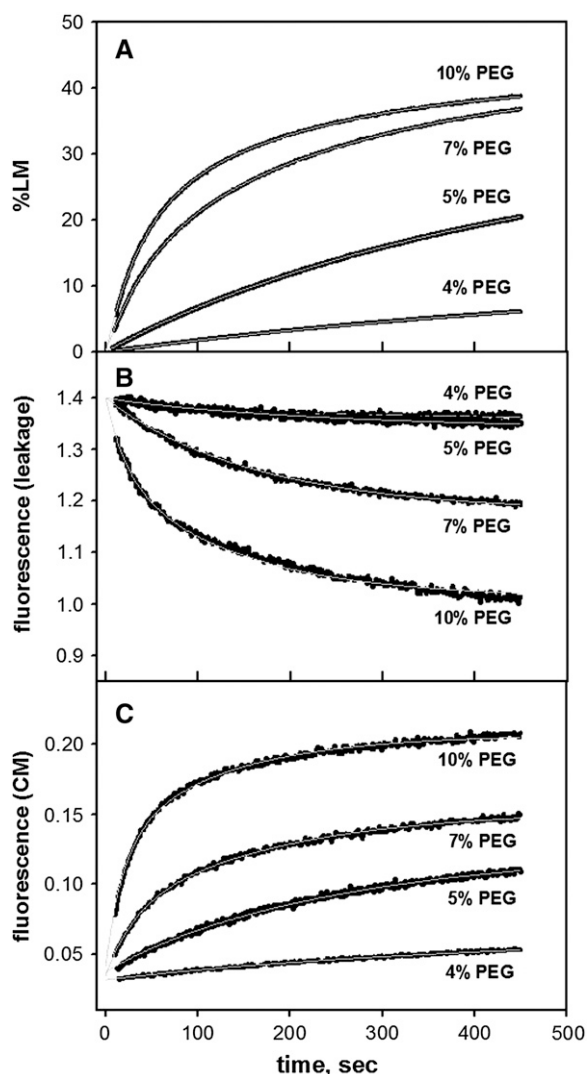 A
50
40
30
20
10
0
%LM
10% PEG
7% PEG
5% PEG
4% PEG
B
1.4
1.3
1.2
1.1
1.0
0.9
fluorescence (leakage)
4% PEG
5% PEG
7% PEG
10% PEG
C
0.20
0.15
0.10
0.05
fluorescence (CM)
10% PEG
7% PEG
5% PEG
4% PEG
0 100 200 300 400 500
time, sec